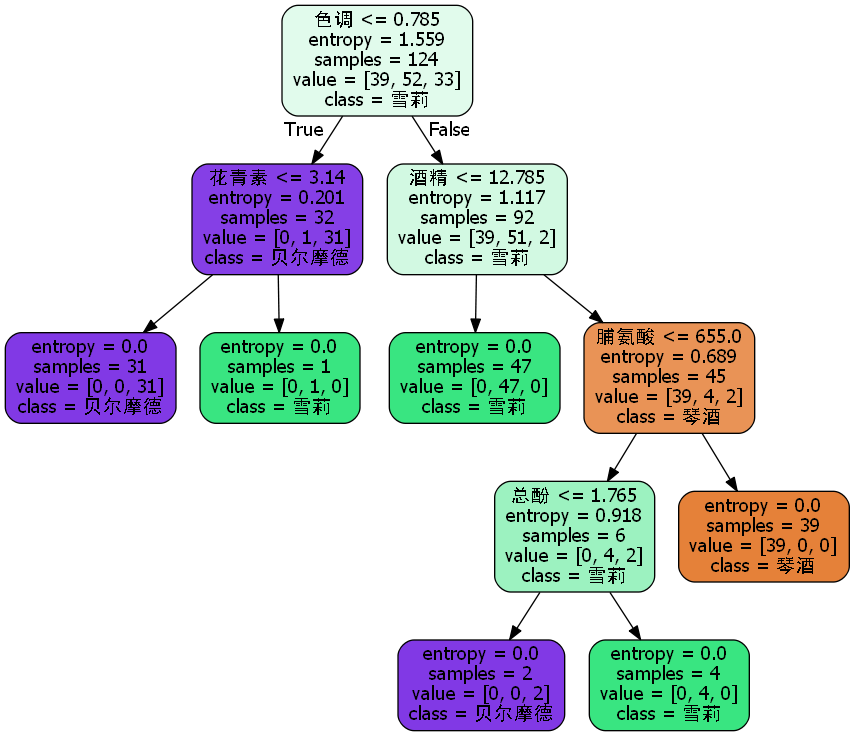 色调 <= 0.785
entropy = 1.559
samples = 124
value = [39, 52, 33]
class = 雪莉
True
False
花青素 <= 3.14
entropy = 0.201
samples = 32
value = [0, 1, 31]
class = 贝尔摩德
酒精 <= 12.785
entropy = 1.117
samples = 92
value = [39, 51, 2]
class = 雪莉
entropy = 0.0
samples = 31
value = [0, 0, 31]
class = 贝尔摩德
entropy = 0.0
samples = 1
value = [0, 1, 0]
class = 雪莉
entropy = 0.0
samples = 47
value = [0, 47, 0]
class = 雪莉
脯氨酸 <= 655.0
entropy = 0.689
samples = 45
value = [39, 4, 2]
class = 琴酒
总酚 <= 1.765
entropy = 0.918
samples = 6
value = [0, 4, 2]
class = 雪莉
entropy = 0.0
samples = 39
value = [39, 0, 0]
class = 琴酒
entropy = 0.0
samples = 2
value = [0, 0, 2]
class = 贝尔摩德
entropy = 0.0
samples = 4
value = [0, 4, 0]
class = 雪莉